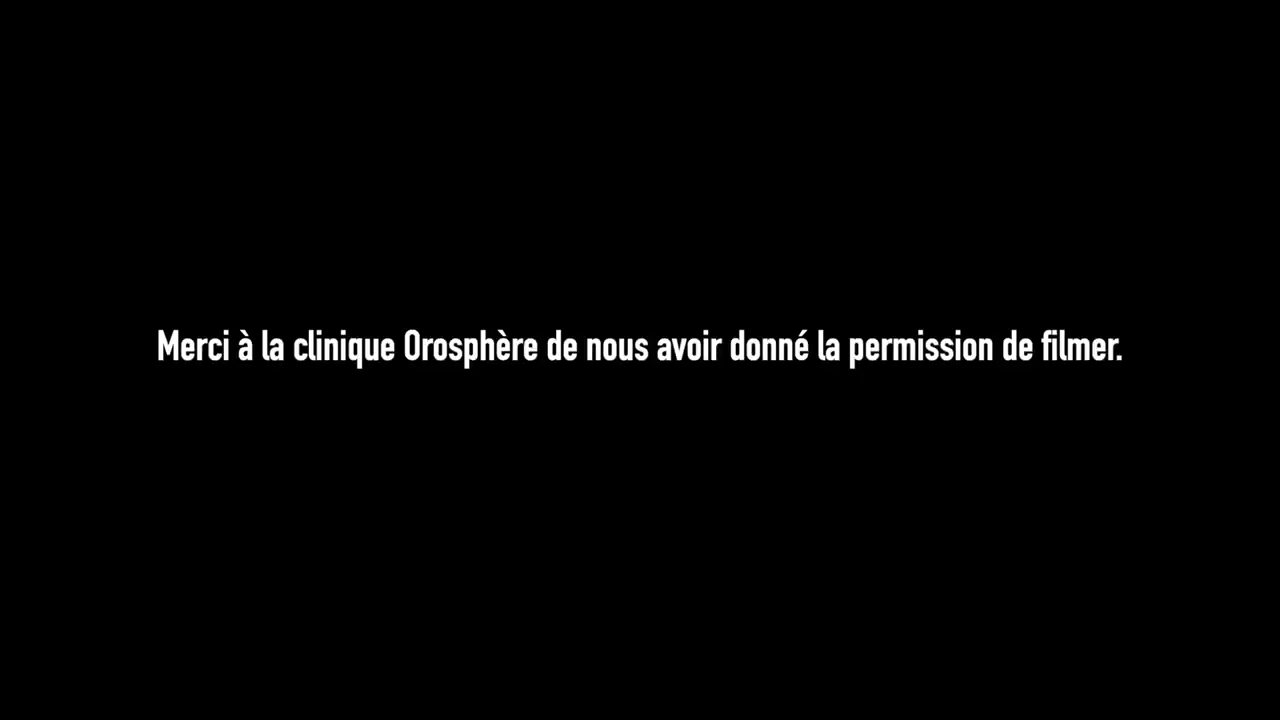 Merci à la clinique Orosphère de nous avoir donné la permission de filmer.